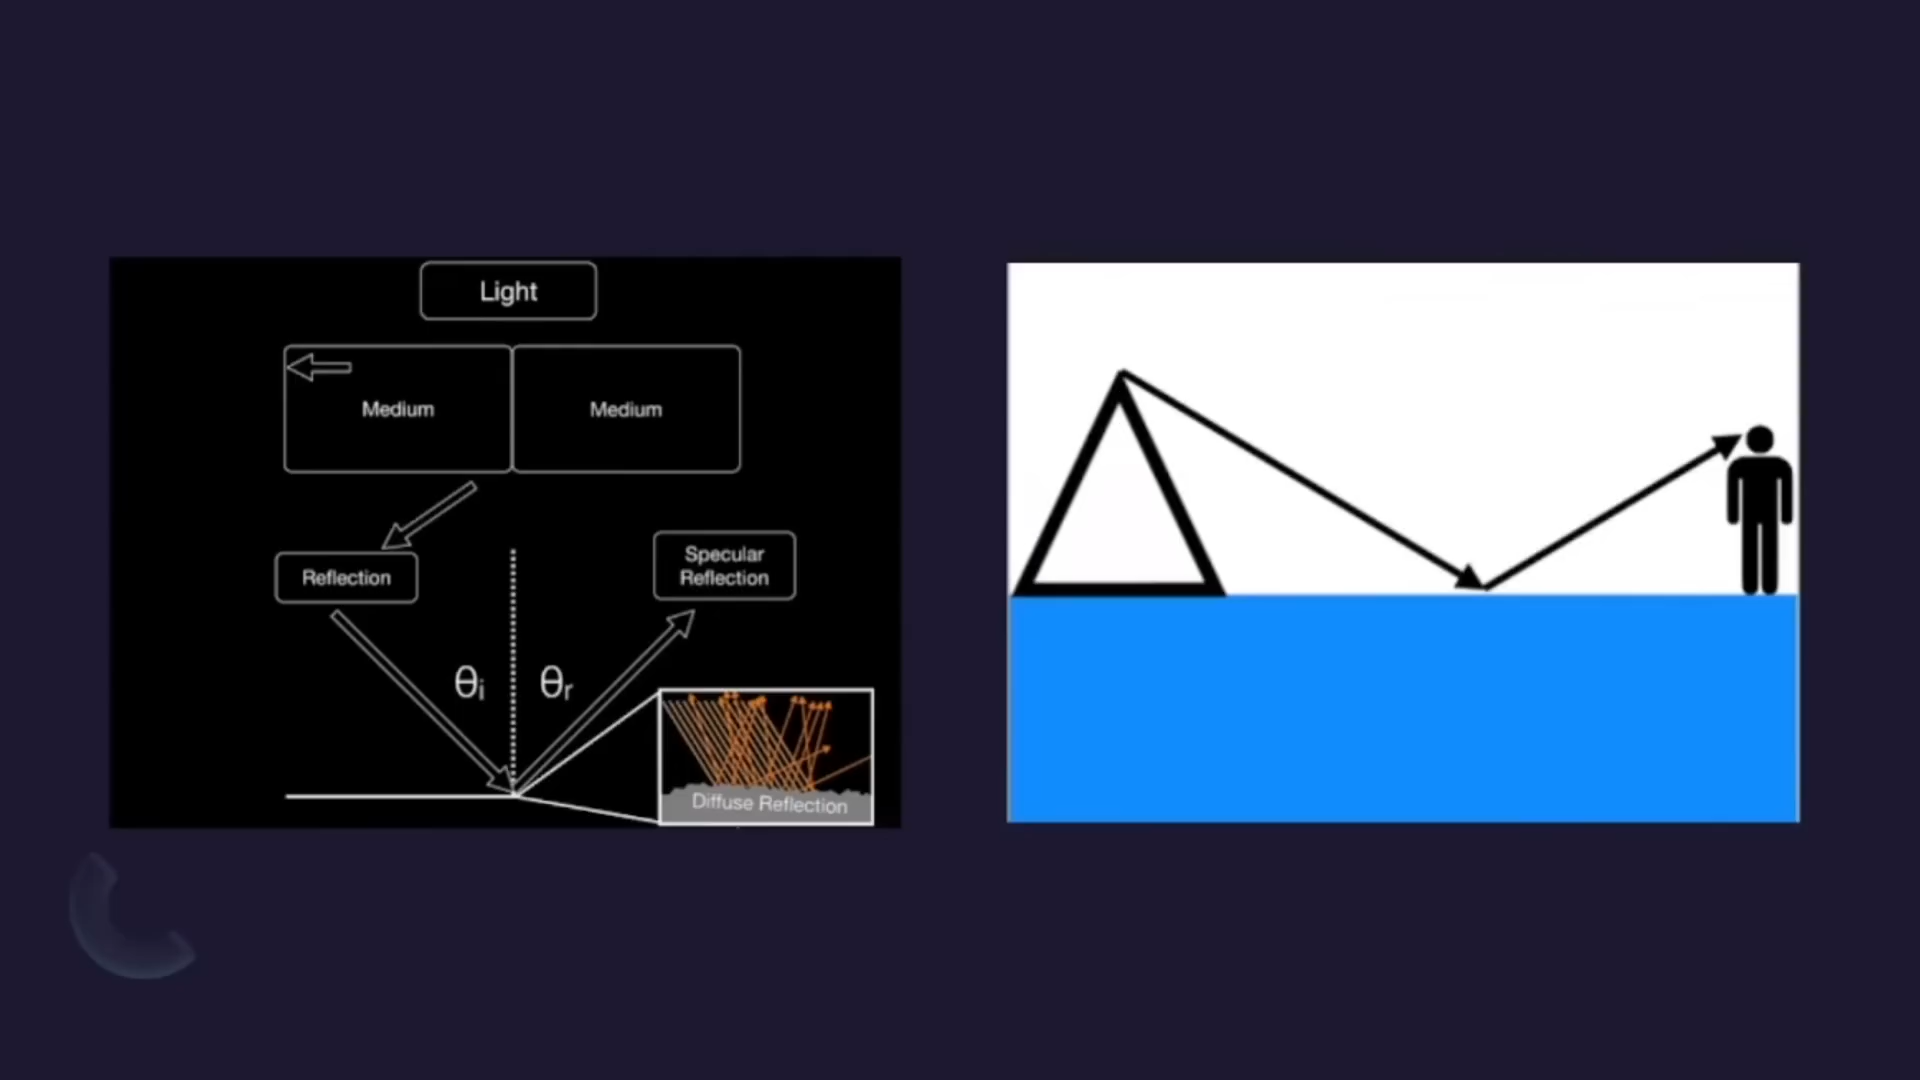 Light
Medium
Medium
Reflection
Specular
Reflection
θi
θr
Diffuse Reflection